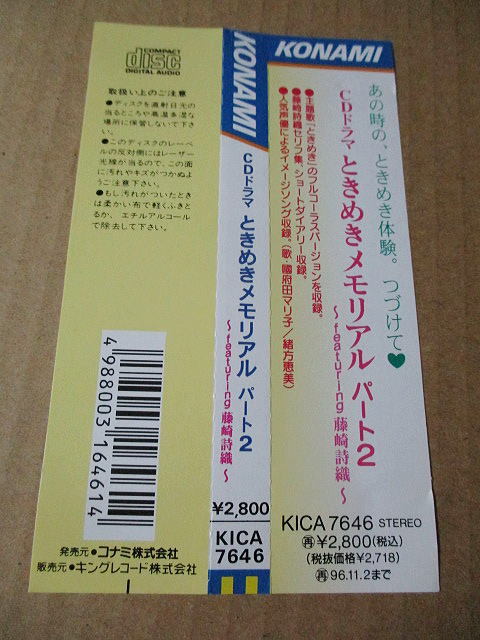 COMPACT
disc
DIGITAL AUDIO
取扱い上のご注意
●ディスクを直射日光の
当るところや高温多湿な
場所に保管しないで下さ
い。
●このディスクのレーベ
ルの反対側にはレーザー
光線が当るので、この面
に汚れやキズがつかぬよ
うご注意下さい。
●もし汚れがついたとき
は柔かい布で軽くふきと
るか、エチルアルコール
で除去して下さい。
4988003164614
発売元●コナミ株式会社
販売元●キングレコード株式会社
KONAMI
CDドラマ ときめきメモリアル パート2
～featuring 藤崎詩織～
¥2,800
KICA
7646
KONAMI
あの時の、ときめき体験。 つづけて♥
CDドラマ ときめきメモリアル パート2
～featuring 藤崎詩織～
●主題歌「ときめき」のフルコーラスバージョンを収録。
●藤崎詩織セリフ集、ショートダイアリー収録。
●人気声優によるイメージソング収録。(歌・國府田マリ子/緒方恵美)
KICA 7646 STEREO
再¥2,800(税込)
(税抜価格¥2,718)
再96.11.2まで